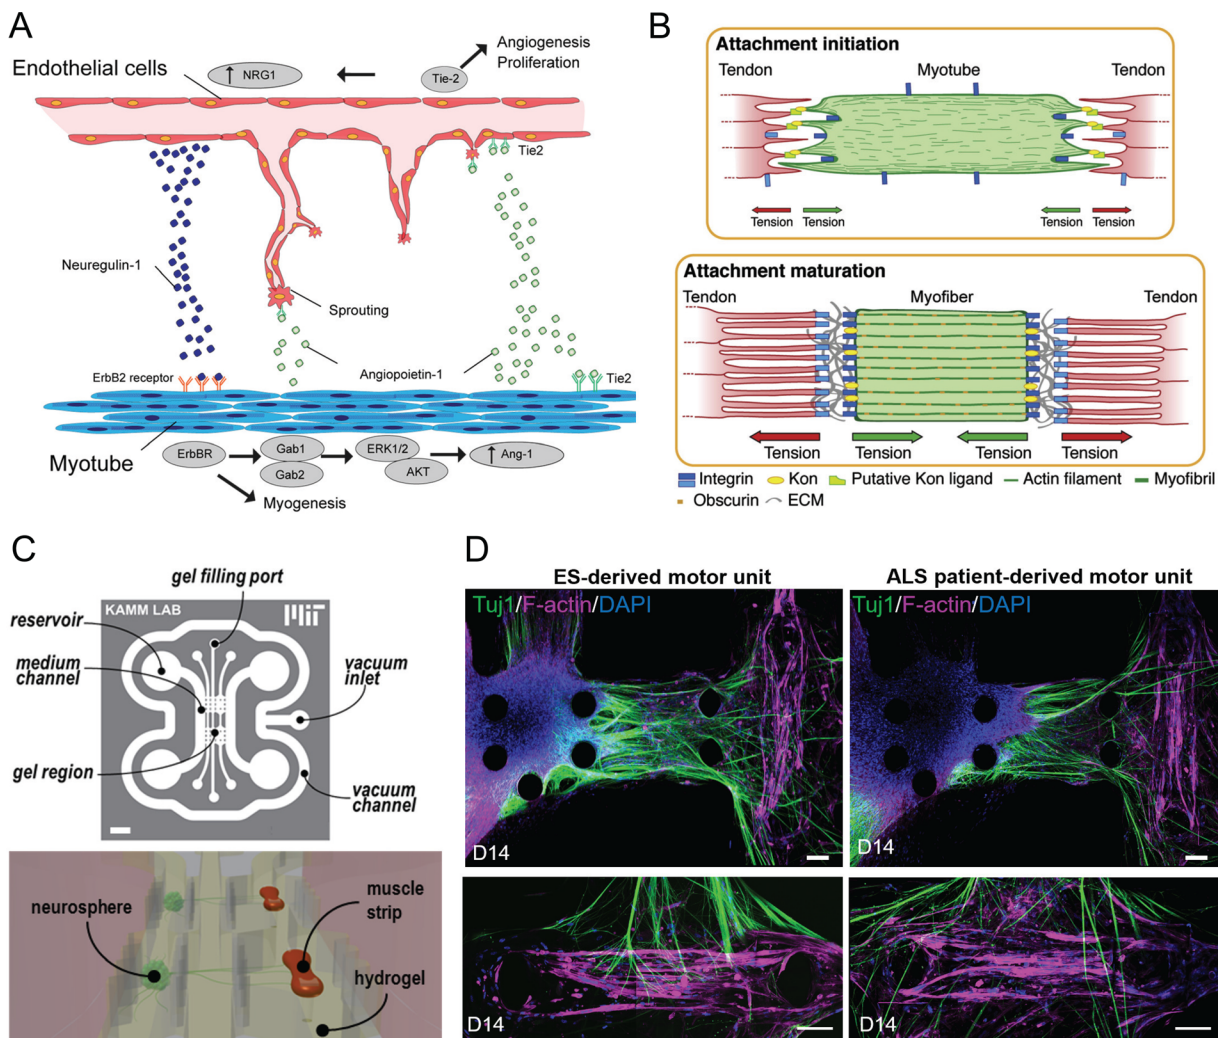 A
Angiogenesis
Proliferation
Endothelial cells
↑ NRG1
Tie-2
Tie2
Neuregulin-1
Sprouting
Angiopoietin-1
ErbB2 receptor
Tie2
Myotube
ErbBR
Gab1
Gab2
ERK1/2
AKT
↑ Ang-1
Myogenesis
B
Attachment initiation
Tendon Myotube Tendon
Tension Tension Tension Tension
Attachment maturation
Tendon Myofiber Tendon
Tension Tension Tension
Integrin Kon Putative Kon ligand Actin filament Myofibril
Obscurin ECM
C
gel filling port
KAMM LAB MIT
reservoir
medium
channel
vacuum
inlet
gel region
vacuum
channel
neurosphere
muscle
strip
hydrogel
D
ES-derived motor unit ALS patient-derived motor unit
Tuj1/F-actin/DAPI Tuj1/F-actin/DAPI
D14 D14
D14 D14